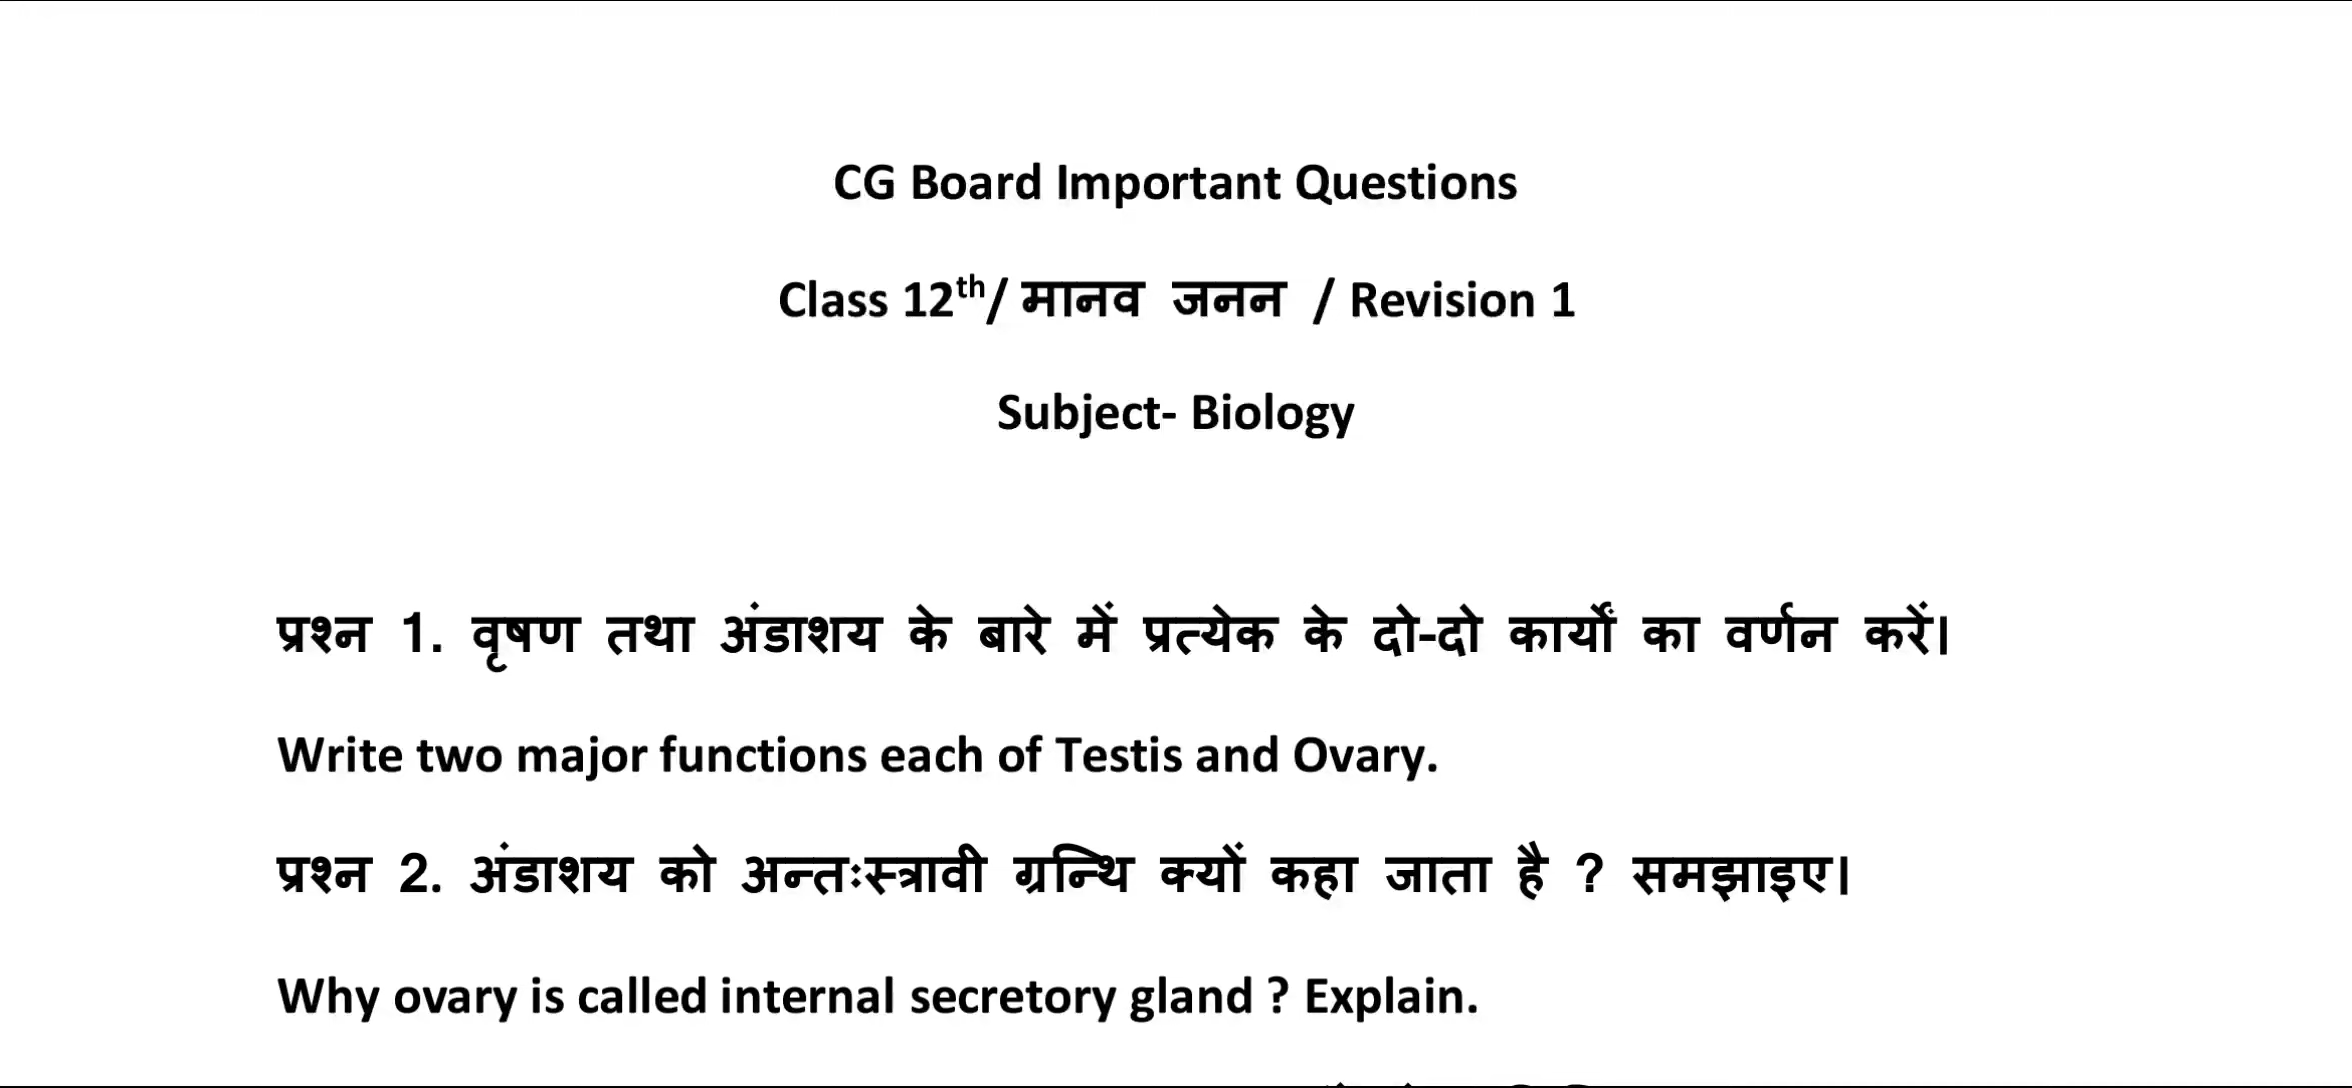 CG Board Important Questions
Class 12th/ मानव जनन / Revision 1
Subject- Biology
प्रश्न 1. वृषण तथा अंडाशय के बारे में प्रत्येक के दो-दो कार्यों का वर्णन करें।
Write two major functions each of Testis and Ovary.
प्रश्न 2. अंडाशय को अन्तःस्त्रावी ग्रन्थि क्यों कहा जाता है ? समझाइए।
Why ovary is called internal secretory gland ? Explain.